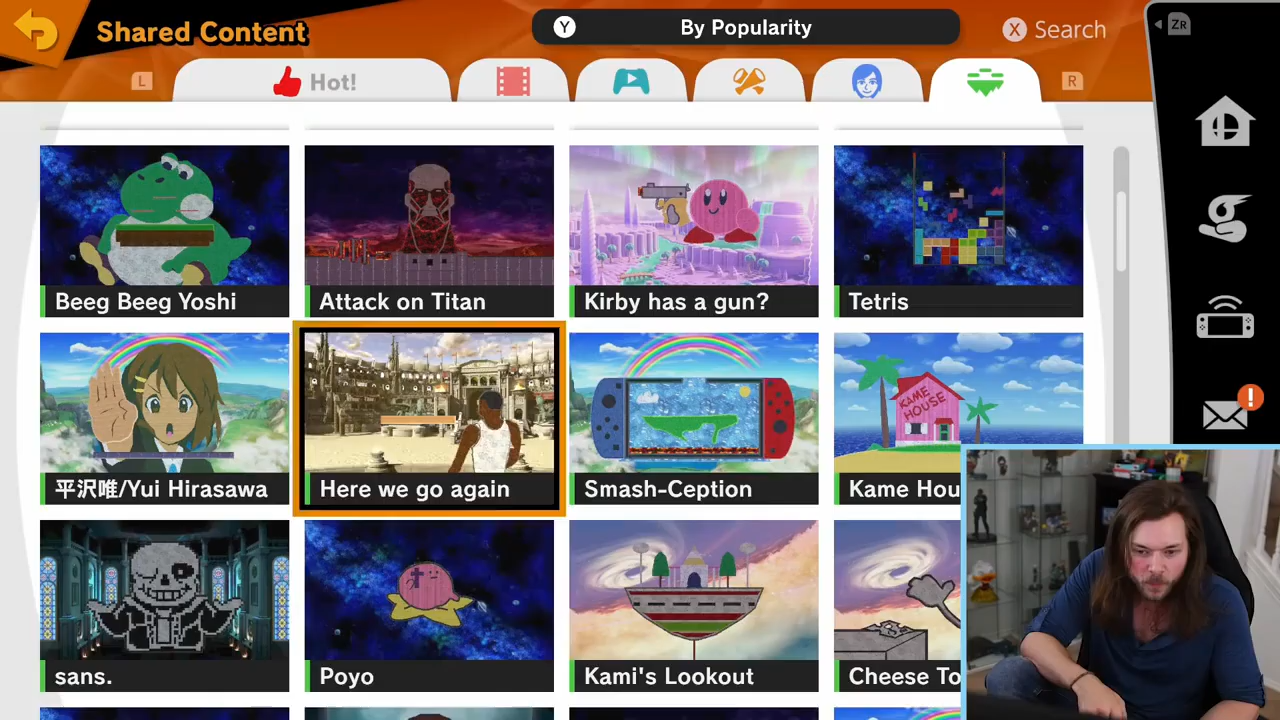 Shared Content
Y By Popularity
X Search
ZR
L
Hot!
R
Beeg Beeg Yoshi
Attack on Titan
Kirby has a gun?
Tetris
平沢唯/Yui Hirasawa
Here we go again
Smash-Ception
KAME
HOUSE
Kame Hou
sans.
Poyo
Kami's Lookout
Cheese To
!